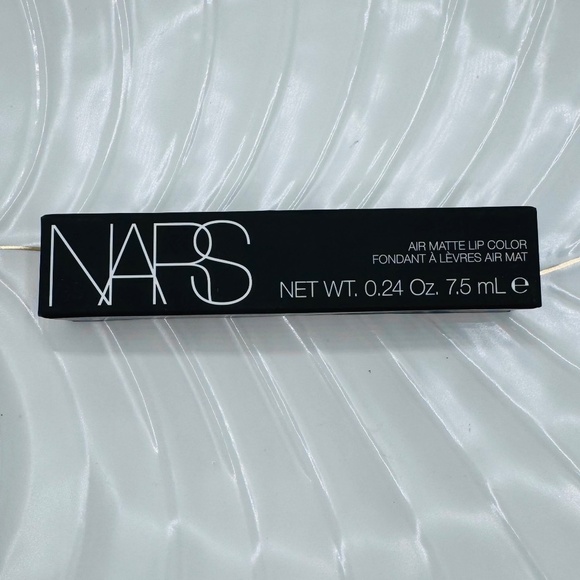 NARS
AIR MATTE LIP COLOR
FONDANT À LÈVRES AIR MAT
NET WT. 0.24 Oz. 7.5 mL ℮